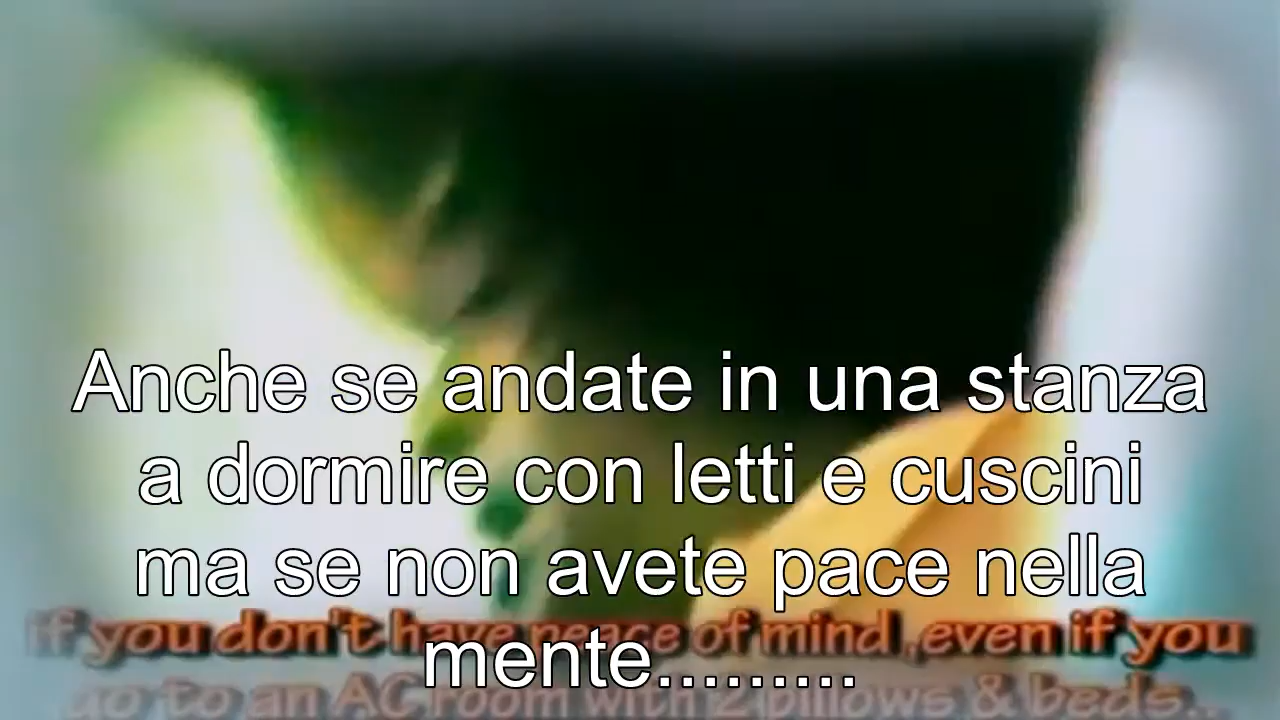 Anche se andate in una stanza
a dormire con letti e cuscini
ma se non avete pace nella
if you don't have peace of mind ,even if you
mente.........
go to an AC room with 2 pillows & beds..